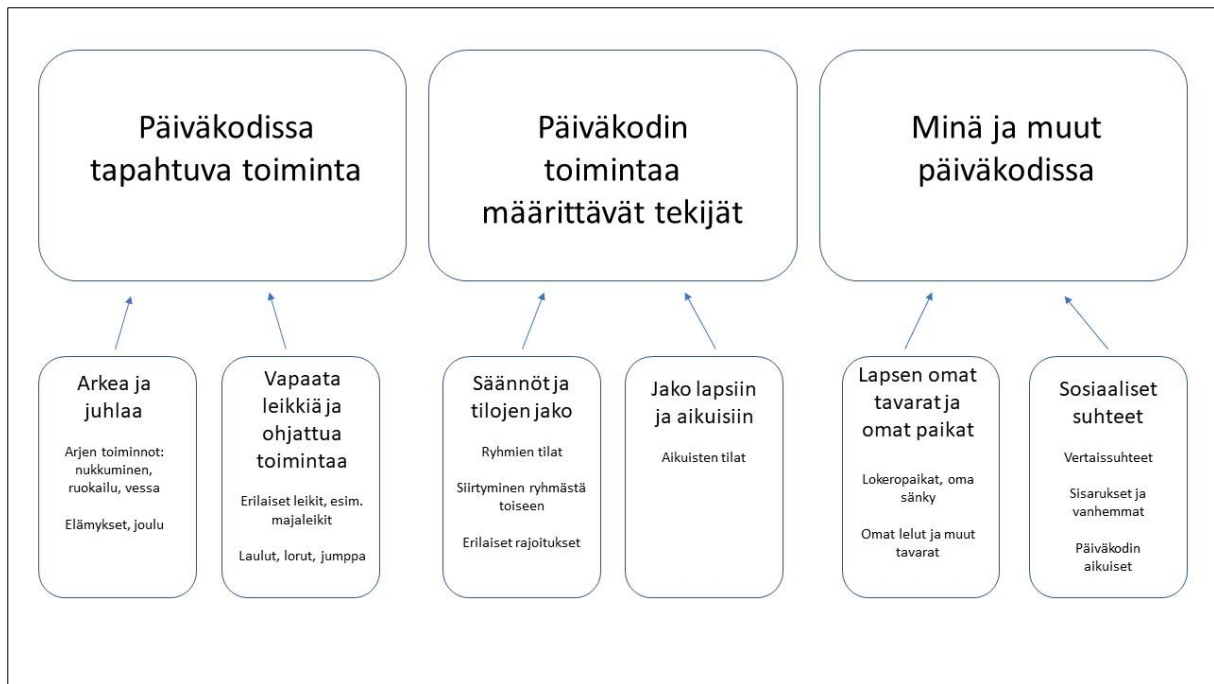 Päiväkodissa
tapahtuva toiminta
Päiväkodin
toimintaa
määrittävät tekijät
Minä ja muut
päiväkodissa
Arkea ja
juhlaa
Arjen toiminnot:
nukkuminen,
ruokailu, vessa
Elämykset, joulu
Vapaata
leikkiä ja
ohjattua
toimintaa
Erilaiset leikit, esim.
majaleikit
Laulut, lorut, jumppa
Säännöt ja
tilojen jako
Ryhmien tilat
Siirtyminen ryhmästä
toiseen
Erilaiset rajoitukset
Jako lapsiin
ja aikuisiin
Aikuisten tilat
Lapsen omat
tavarat ja
omat paikat
Lokeropaikat, oma
sänky
Omat lelut ja muut
tavarat
Sosiaaliset
suhteet
Vertaissuhteet
Sisarukset ja
vanhemmat
Päiväkodin
aikuiset